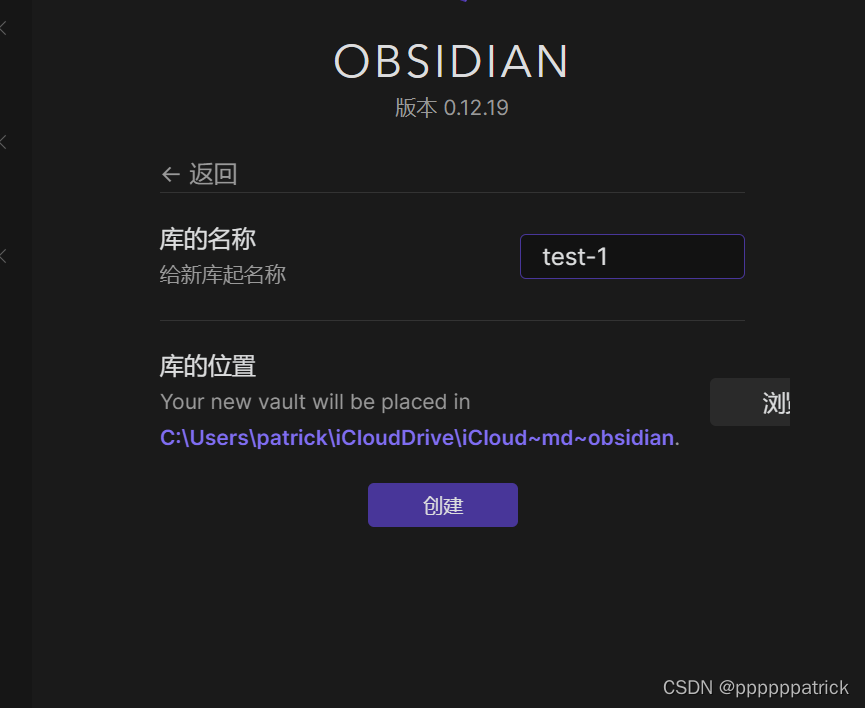 OBSIDIAN
版本 0.12.19
← 返回
库的名称
给新库起名称
test-1
库的位置
Your new vault will be placed in
C:\Users\patrick\iCloudDrive\iCloud~md~obsidian.
浏
创建
CSDN @ppppppatrick